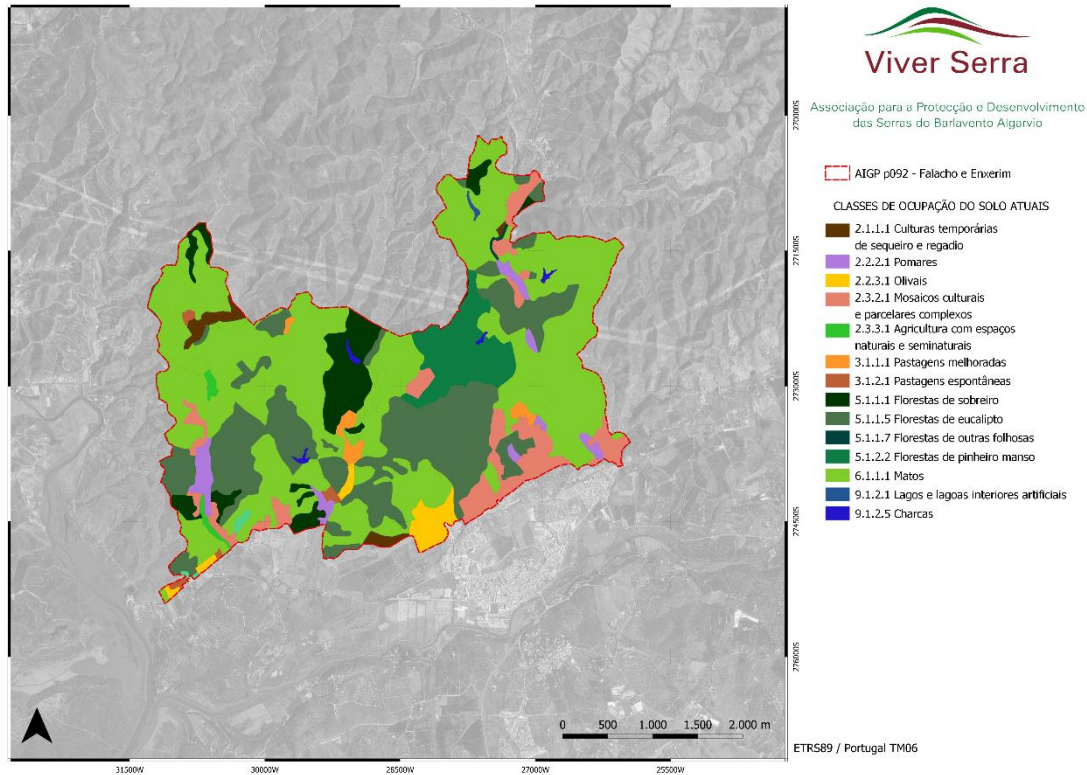 Viver Serra
Associação para a Protecção e Desenvolvimento
das Serras do Barlavento Algarvio
AIGP p092 - Falacho e Enxerim
CLASSES DE OCUPAÇÃO DO SOLO ATUAIS
2.1.1.1 Culturas temporárias
de sequeiro e regadio
2.2.2.1 Pomares
2.2.3.1 Olivais
2.3.2.1 Mosaicos culturais
e parcelares complexos
2.3.3.1 Agricultura com espaços
naturais e seminaturais
3.1.1.1 Pastagens melhoradas
3.1.2.1 Pastagens espontâneas
5.1.1.1 Florestas de sobreiro
5.1.1.5 Florestas de eucalipto
5.1.1.7 Florestas de outras folhosas
5.1.2.2 Florestas de pinheiro manso
6.1.1.1 Matos
9.1.2.1 Lagos e lagoas interiores artificiais
9.1.2.5 Charcas
270000S
271500S
273000S
274500S
276000S
0 500 1.000 1.500 2.000 m
ETRS89 / Portugal TM06
31500W 30000W 28500W 27000W 25500W